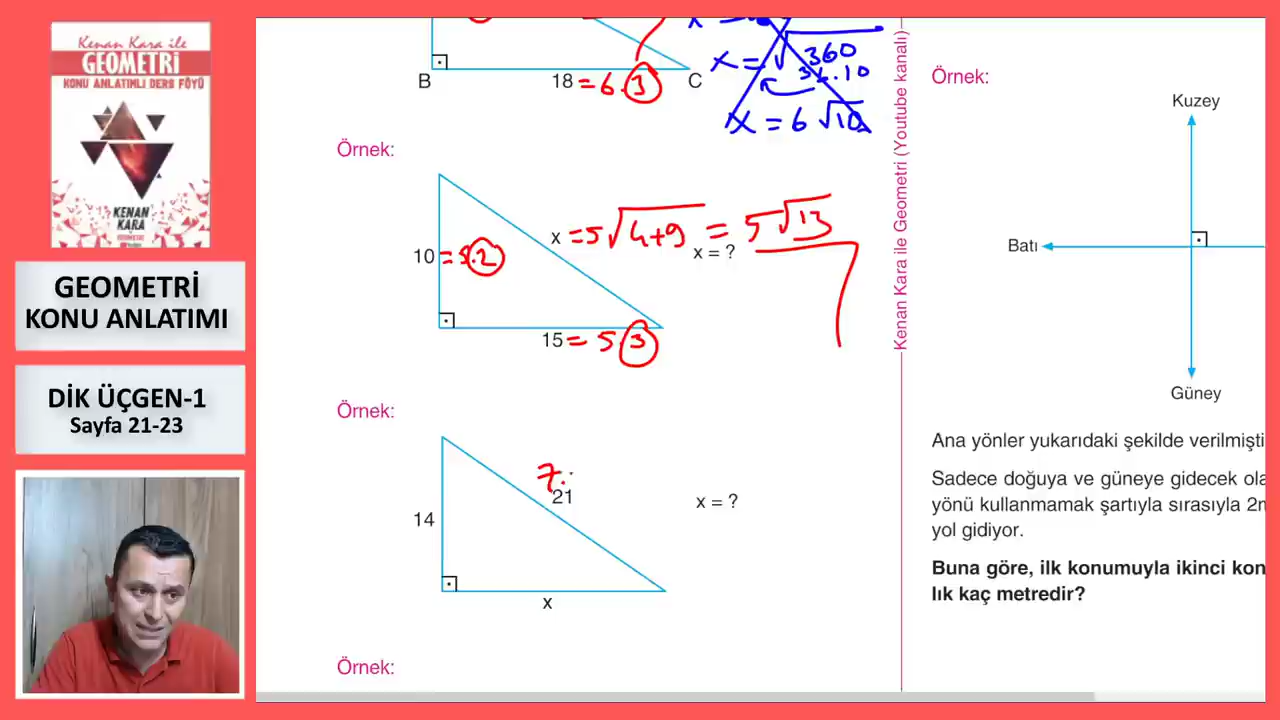 Kenan Kara ile
GEOMETRİ
KONU ANLATIMLI DERS FÖYÜ
KENAN
KARA
GEOMETRİ
KONU ANLATIMI
DİK ÜÇGEN-1
Sayfa 21-23
B
18 = 6.3
C
x = √360
36.10
x = 6√10
Örnek:
10 = 5.2
x = 5√4+9 = 5√13
x = ?
15 = 5.3
Örnek:
7.
21
14
x = ?
x
Örnek:
Kenan Kara ile Geometri (Youtube kanalı)
Örnek:
Kuzey
Batı
Güney
Ana yönler yukarıdaki şekilde verilmişti
Sadece doğuya ve güneye gidecek ola
yönü kullanmamak şartıyla sırasıyla 2m
yol gidiyor.
Buna göre, ilk konumuyla ikinci kon
lık kaç metredir?